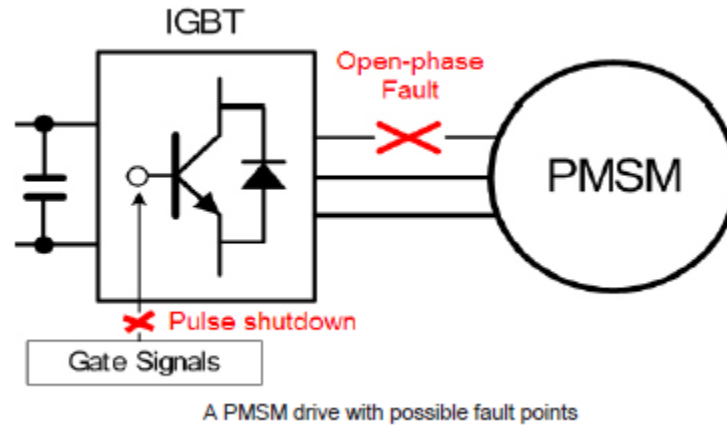 IGBT
Open-phase
Fault
PMSM
Pulse shutdown
Gate Signals
A PMSM drive with possible fault points